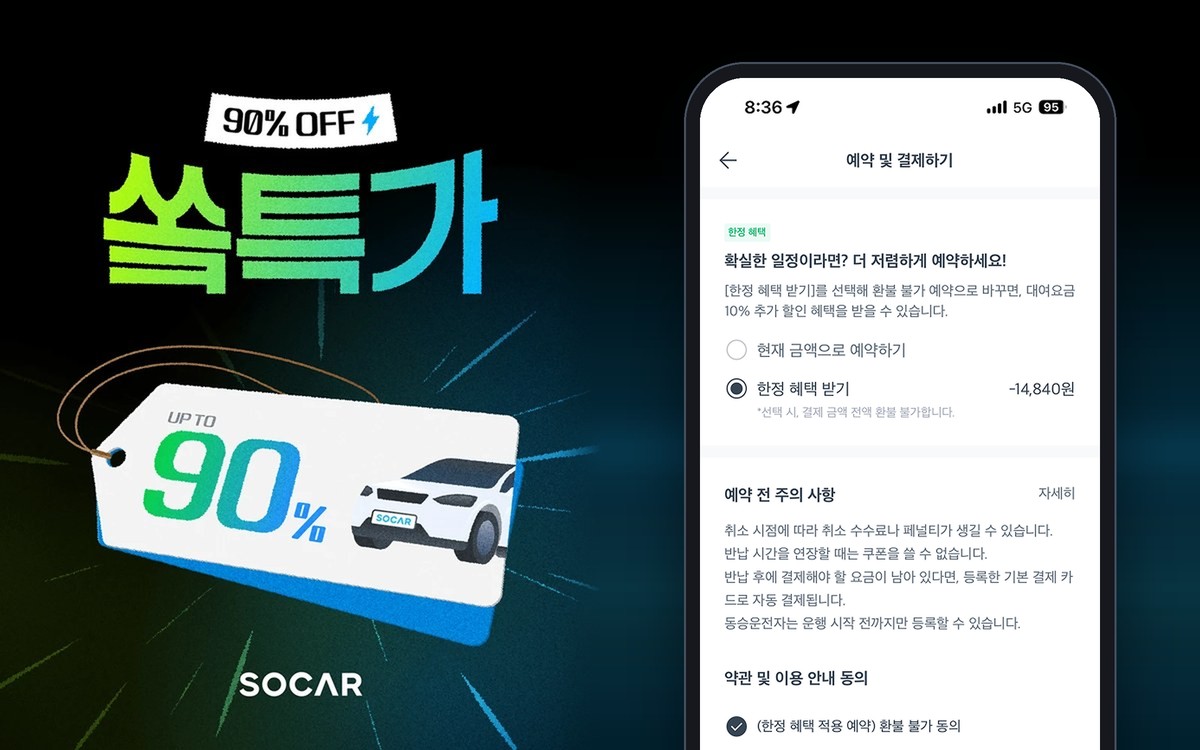 90% OFF
쏠특가
UP TO
90%
SOCAR
SOCAR
8:36
5G
95
예약 및 결제하기
한정 혜택
확실한 일정이라면? 더 저렴하게 예약하세요!
[한정 혜택 받기]를 선택해 환불 불가 예약으로 바꾸면, 대여요금
10% 추가 할인 혜택을 받을 수 있습니다.
현재 금액으로 예약하기
한정 혜택 받기
-14,840원
*선택 시, 결제 금액 전액 환불 불가합니다.
예약 전 주의 사항
자세히
취소 시점에 따라 취소 수수료나 페널티가 생길 수 있습니다.
반납 시간을 연장할 때는 쿠폰을 쓸 수 없습니다.
반납 후에 결제해야 할 요금이 남아 있다면, 등록한 기본 결제 카
드로 자동 결제됩니다.
동승운전자는 운행 시작 전까지만 등록할 수 있습니다.
약관 및 이용 안내 동의
(한정 혜택 적용 예약) 환불 불가 동의